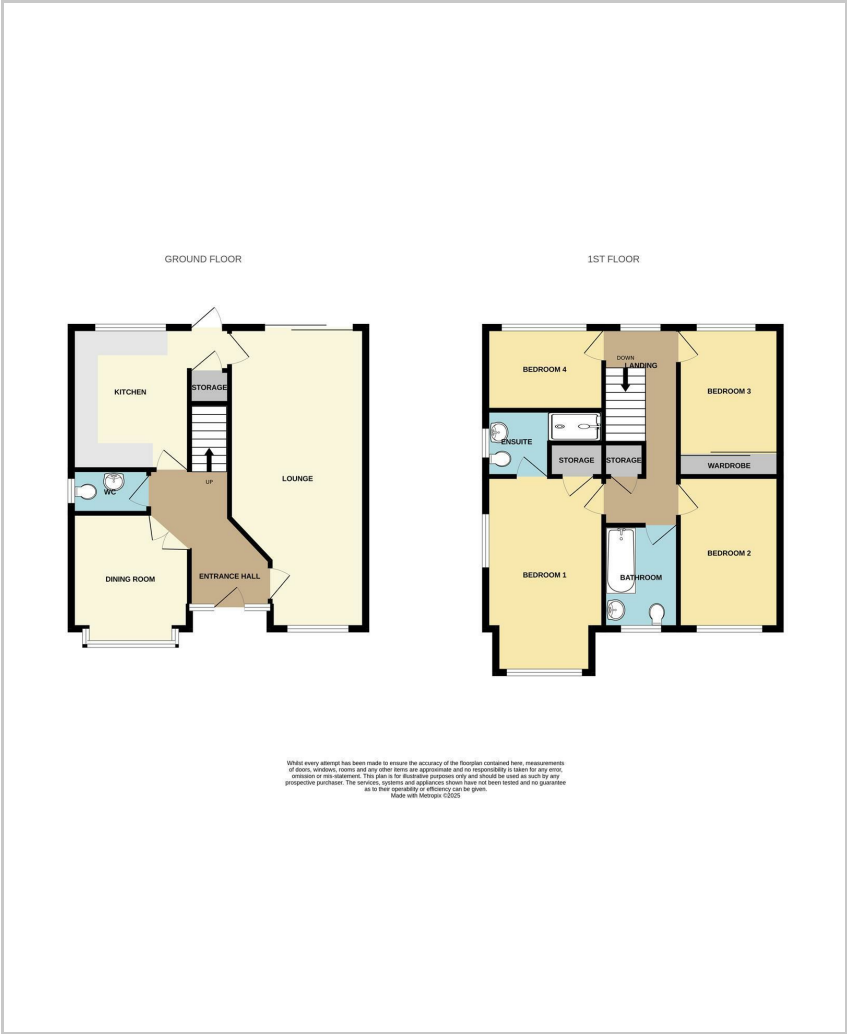 GROUND FLOOR
KITCHEN
STORAGE
UP
WC
LOUNGE
DINING ROOM
ENTRANCE HALL
1ST FLOOR
DOWN
LANDING
BEDROOM 4
BEDROOM 3
ENSUITE
STORAGE
STORAGE
WARDROBE
BEDROOM 1
BATHROOM
BEDROOM 2
Whilst every attempt has been made to ensure the accuracy of the floorplan contained here, measurements
of doors, windows, rooms and any other items are approximate and no responsibility is taken for any error,
omission or mis-statement. This plan is for illustrative purposes only and should be used as such by any
prospective purchaser. The services, systems and appliances shown have not been tested and no guarantee
as to their operability or efficiency can be given.
Made with Metropix ©2025